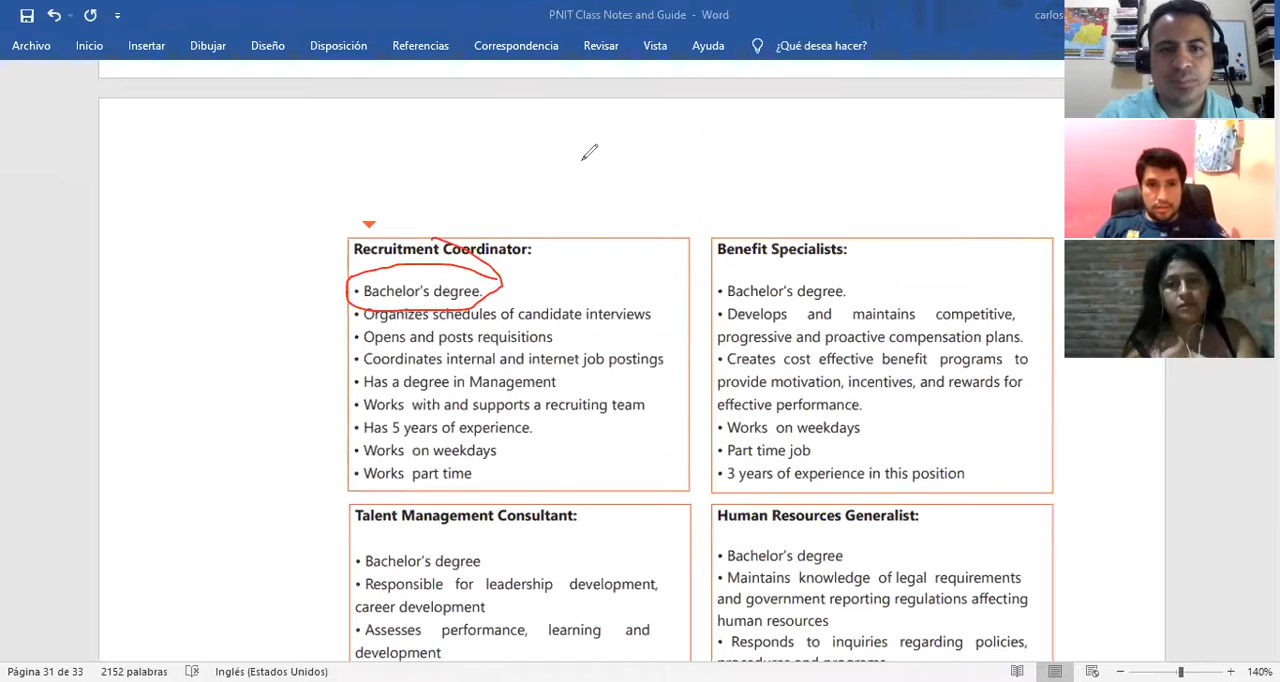 PNIT Class Notes and Guide - Word
carlos
Archivo Inicio Insertar Dibujar Diseño Disposición Referencias Correspondencia Revisar Vista Ayuda ¿Qué desea hacer?
Recruitment Coordinator:
• Bachelor's degree.
• Organizes schedules of candidate interviews
• Opens and posts requisitions
• Coordinates internal and internet job postings
• Has a degree in Management
• Works with and supports a recruiting team
• Has 5 years of experience.
• Works on weekdays
• Works part time
Benefit Specialists:
• Bachelor's degree.
• Develops and maintains competitive,
progressive and proactive compensation plans.
• Creates cost effective benefit programs to
provide motivation, incentives, and rewards for
effective performance.
• Works on weekdays
• Part time job
• 3 years of experience in this position
Talent Management Consultant:
• Bachelor's degree
• Responsible for leadership development,
career development
• Assesses performance, learning and
development
Human Resources Generalist:
• Bachelor's degree
• Maintains knowledge of legal requirements
and government reporting regulations affecting
human resources
• Responds to inquiries regarding policies,
procedures and programs
Página 31 de 33 2152 palabras Inglés (Estados Unidos) 140%